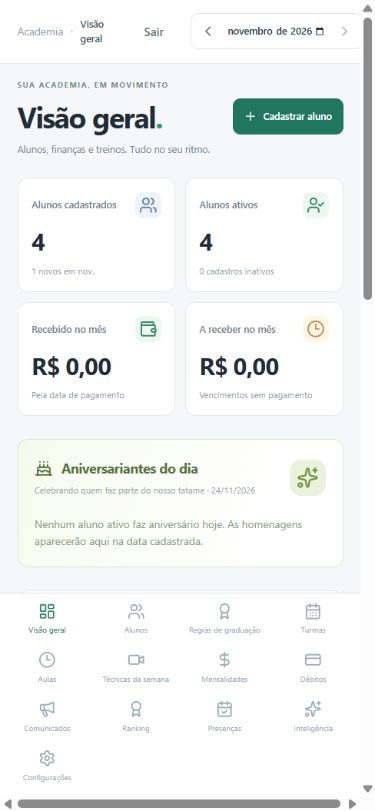 Academia › Visão geral Sair novembro de 2026
SUA ACADEMIA, EM MOVIMENTO
Visão geral.
+ Cadastrar aluno
Alunos, finanças e treinos. Tudo no seu ritmo.
Alunos cadastrados
4
1 novos em nov.
Alunos ativos
4
0 cadastros inativos
Recebido no mês
R$ 0,00
Pela data de pagamento
A receber no mês
R$ 0,00
Vencimentos sem pagamento
Aniversariantes do dia
Celebrando quem faz parte do nosso tatame · 24/11/2026
Nenhum aluno ativo faz aniversário hoje. As homenagens
aparecerão aqui na data cadastrada.
Visão geral Alunos Regras de graduação Turmas
Aulas Técnicas da semana Mensalidades Débitos
Comunicados Ranking Presenças Inteligência
Configurações